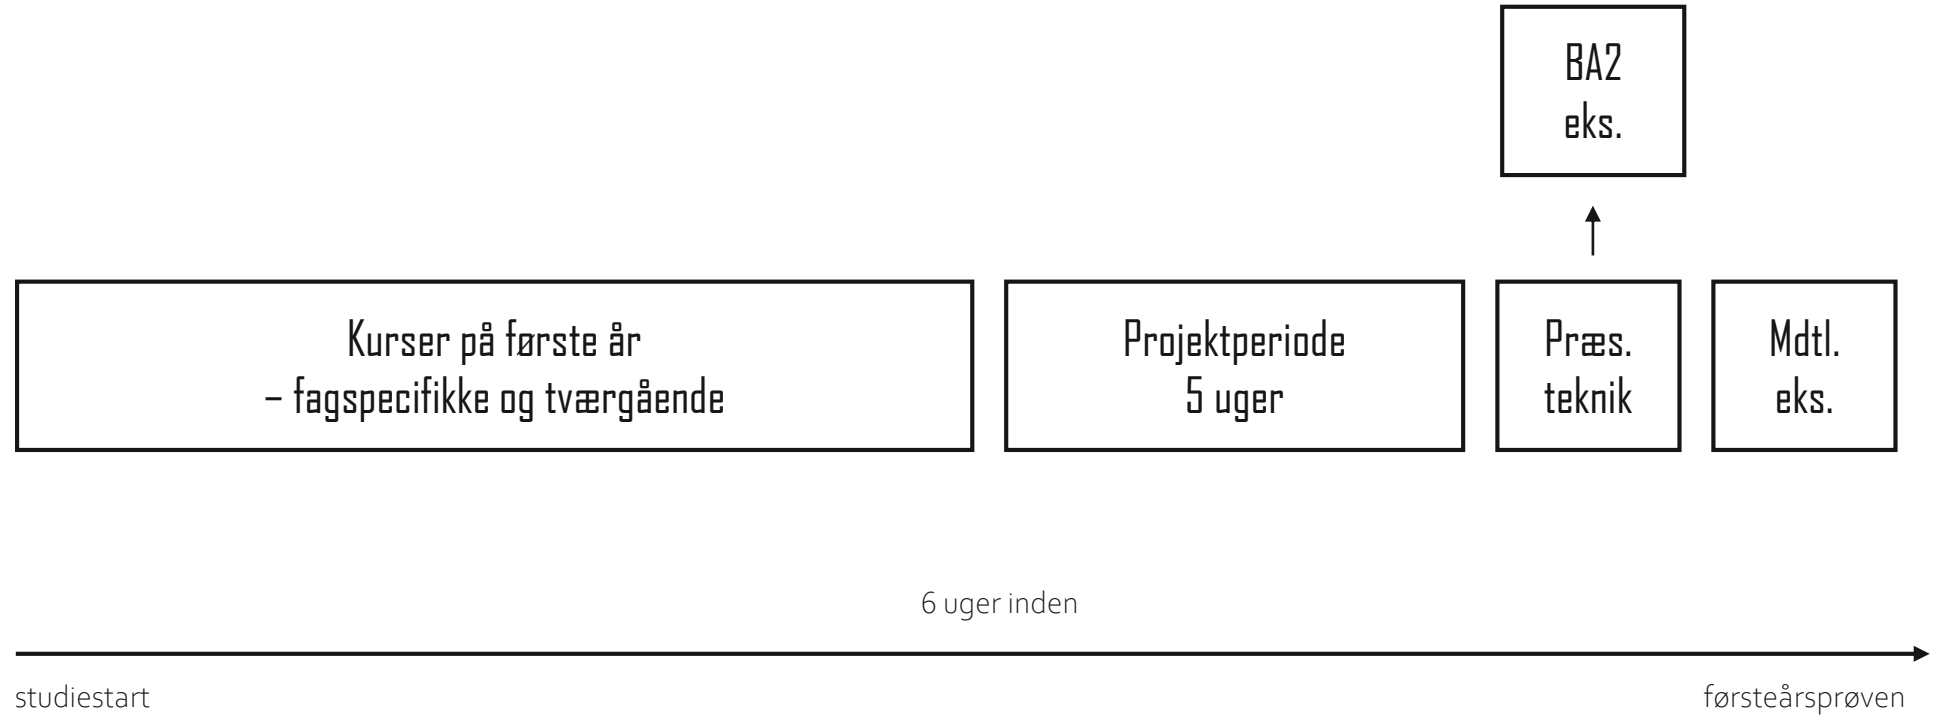 BA2
eks.
Kurser på første år
– fagspecifikke og tværgående
Projektperiode
5 uger
Præs.
teknik
Mdtl.
eks.
6 uger inden
studiestart
førsteårsprøven